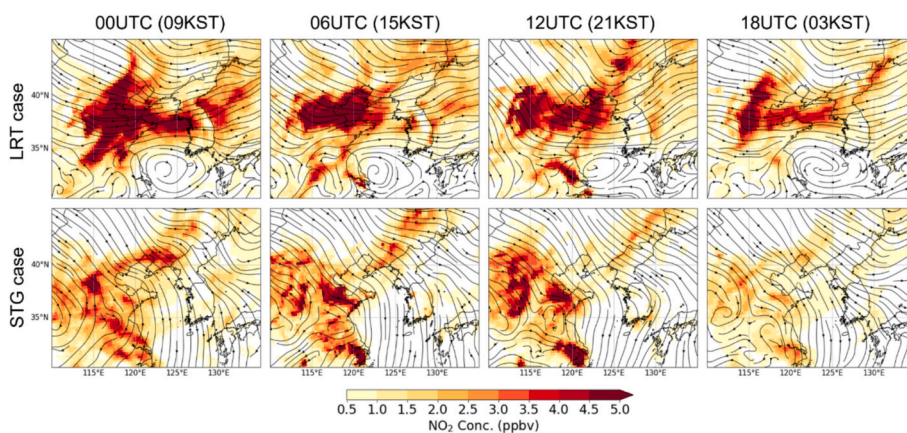 00UTC (09KST) 06UTC (15KST) 12UTC (21KST) 18UTC (03KST)
LRT case
40°N
35°N
STG case
40°N
35°N
115°E 120°E 125°E 130°E 115°E 120°E 125°E 130°E 115°E 120°E 125°E 130°E 115°E 120°E 125°E 130°E
0.5 1.0 1.5 2.0 2.5 3.0 3.5 4.0 4.5 5.0
NO₂ Conc. (ppbv)